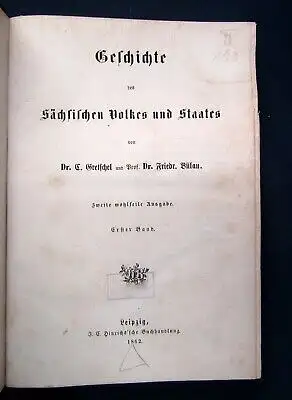 Geschichte
des
Sächsischen Volkes und Staates
von
Dr. C. Gretschel und Prof. Dr. Friedr. Bülau.
Zweite wohlfeile Ausgabe.
Erster Band.
Leipzig,
J. C. Hinrichs'sche Buchhandlung.
1862.